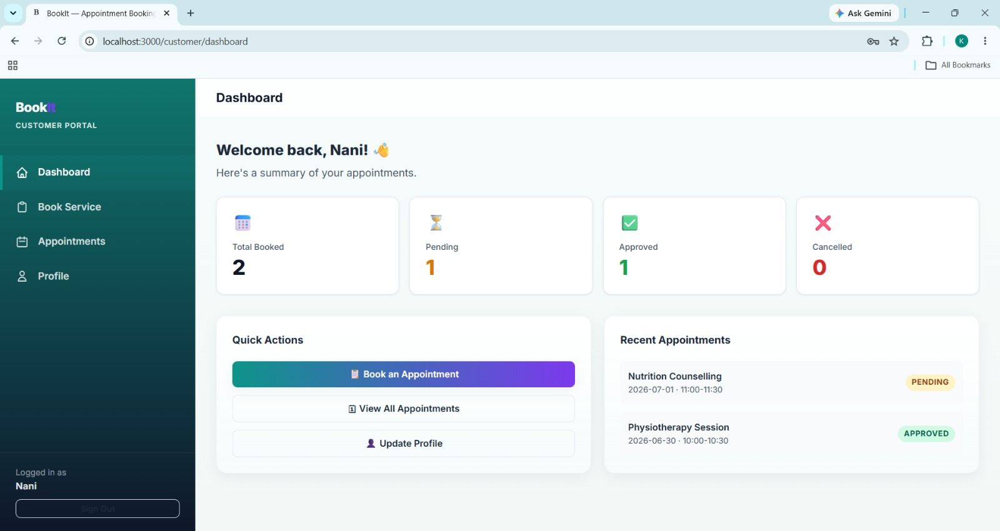 BookIt — Appointment Booking
Ask Gemini
localhost:3000/customer/dashboard
K
All Bookmarks
BookIt
CUSTOMER PORTAL
Dashboard
Book Service
Appointments
Profile
Logged in as
Nani
Sign Out
Dashboard
Welcome back, Nani! 👋
Here's a summary of your appointments.
Total Booked
2
Pending
1
Approved
1
Cancelled
0
Quick Actions
Book an Appointment
View All Appointments
Update Profile
Recent Appointments
Nutrition Counselling
2026-07-01 · 11:00-11:30
PENDING
Physiotherapy Session
2026-06-30 · 10:00-10:30
APPROVED